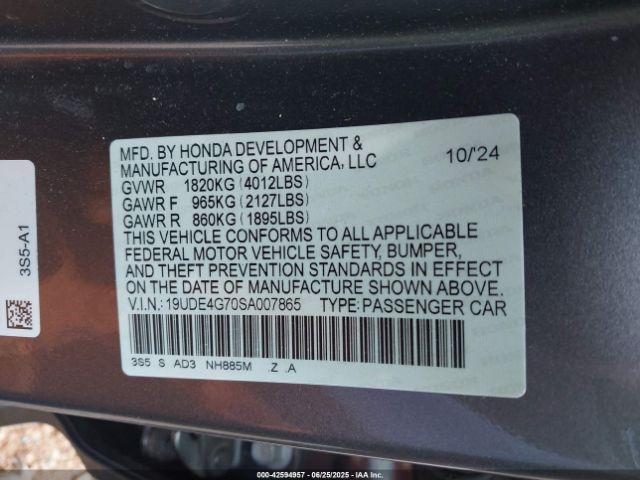 MFD. BY HONDA DEVELOPMENT &
MANUFACTURING OF AMERICA, LLC 10/'24
GVWR 1820KG (4012LBS)
GAWR F 965KG (2127LBS)
GAWR R 860KG (1895LBS)
THIS VEHICLE CONFORMS TO ALL APPLICABLE
FEDERAL MOTOR VEHICLE SAFETY, BUMPER,
AND THEFT PREVENTION STANDARDS IN EFFECT
ON THE DATE OF MANUFACTURE SHOWN ABOVE.
V.I.N.: 19UDE4G70SA007865 TYPE: PASSENGER CAR
3S5 S AD3 NH885M .Z .A
3S5-A1
000-42594957 - 06/25/2025 - IAAI.COM